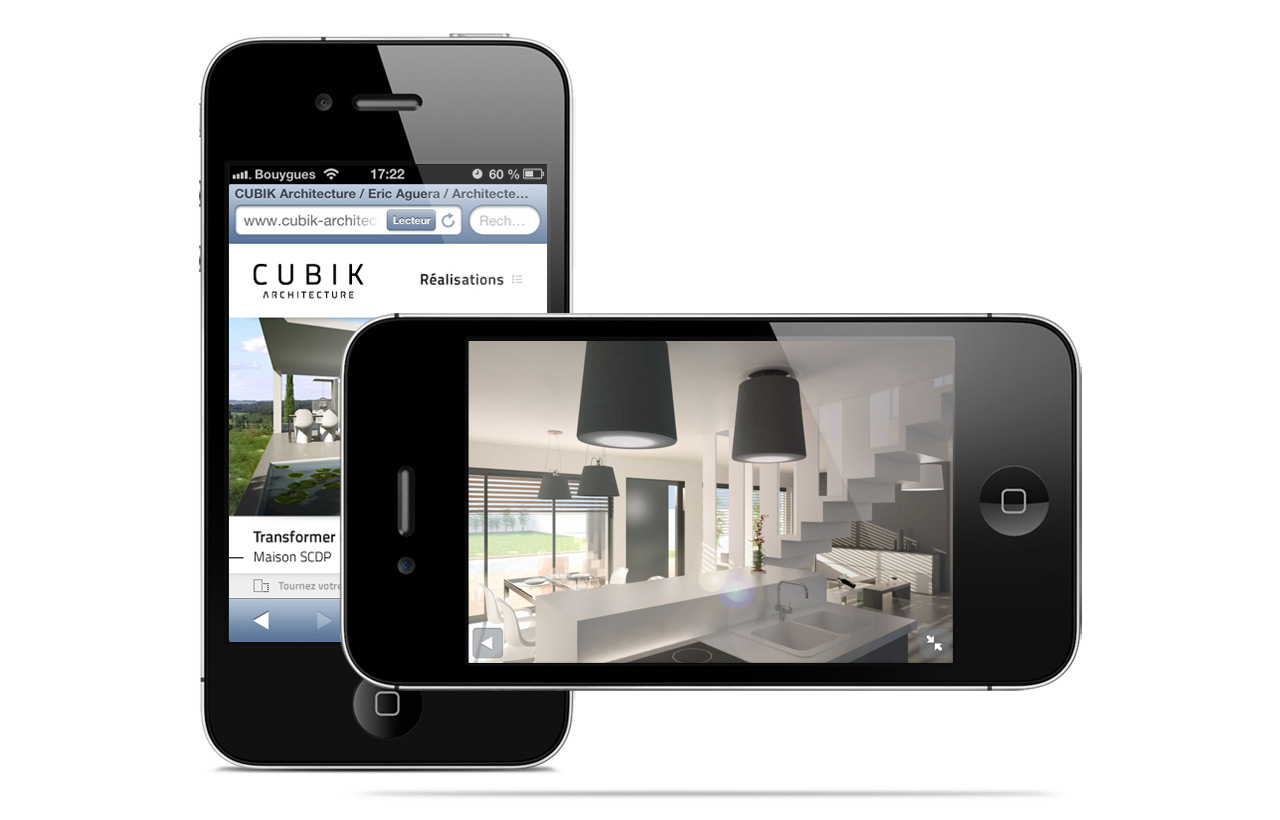 Bouygues 17:22 60 %
CUBIK Architecture / Eric Aguera / Architecte…
www.cubik-architec Lecteur Rech…
CUBIK
ARCHITECTURE
Réalisations
Transformer
Maison SCDP
Tournez votre